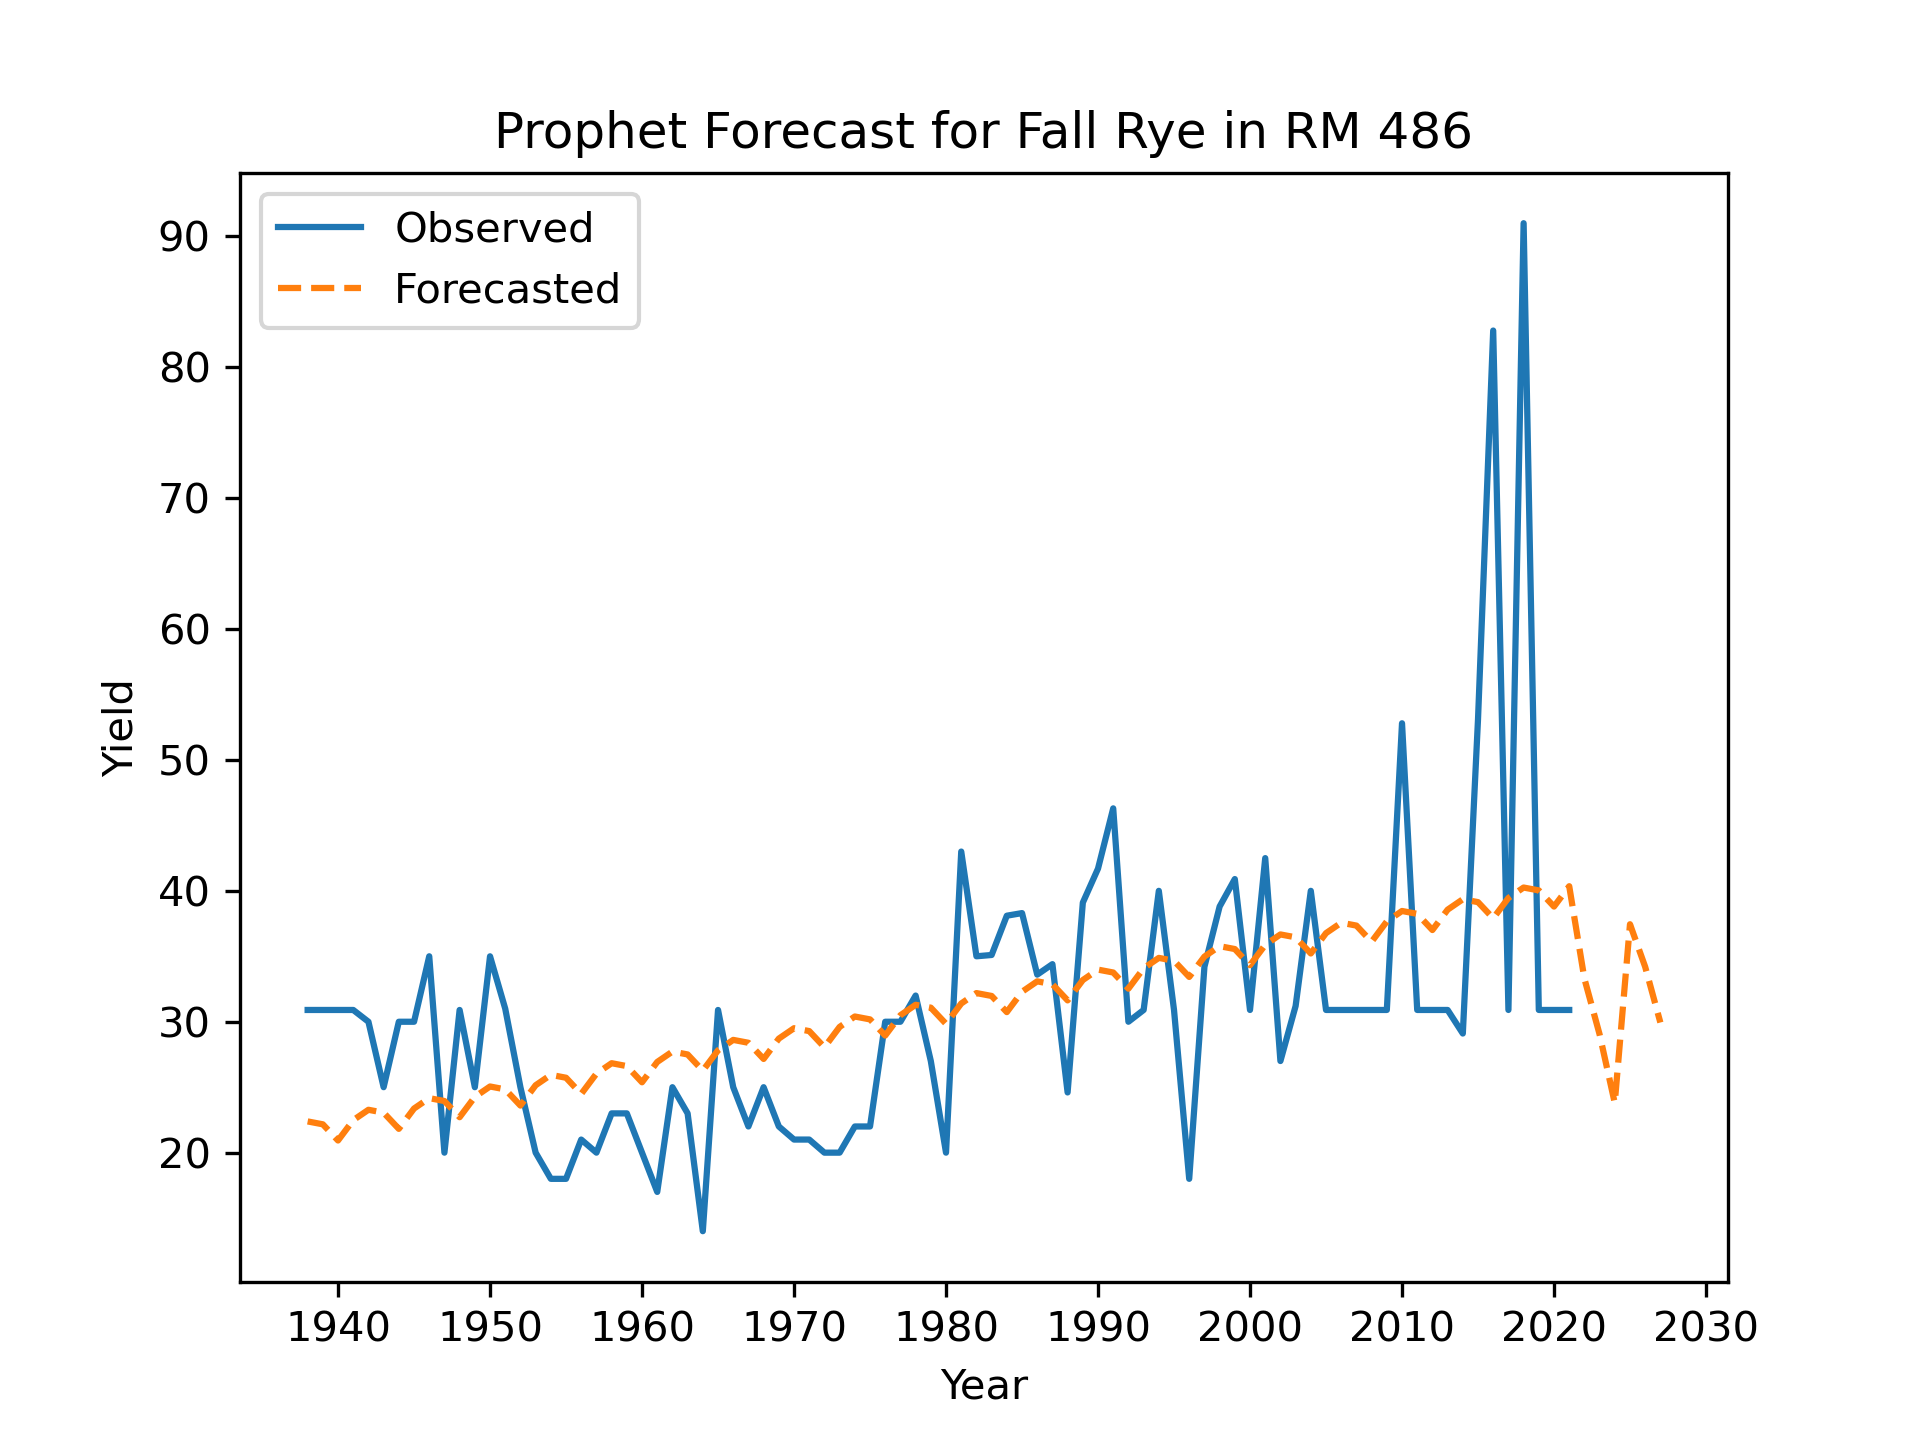 Prophet Forecast for Fall Rye in RM 486
Observed
Forecasted
90
80
70
60
50
40
30
20
Yield
1940 1950 1960 1970 1980 1990 2000 2010 2020 2030
Year